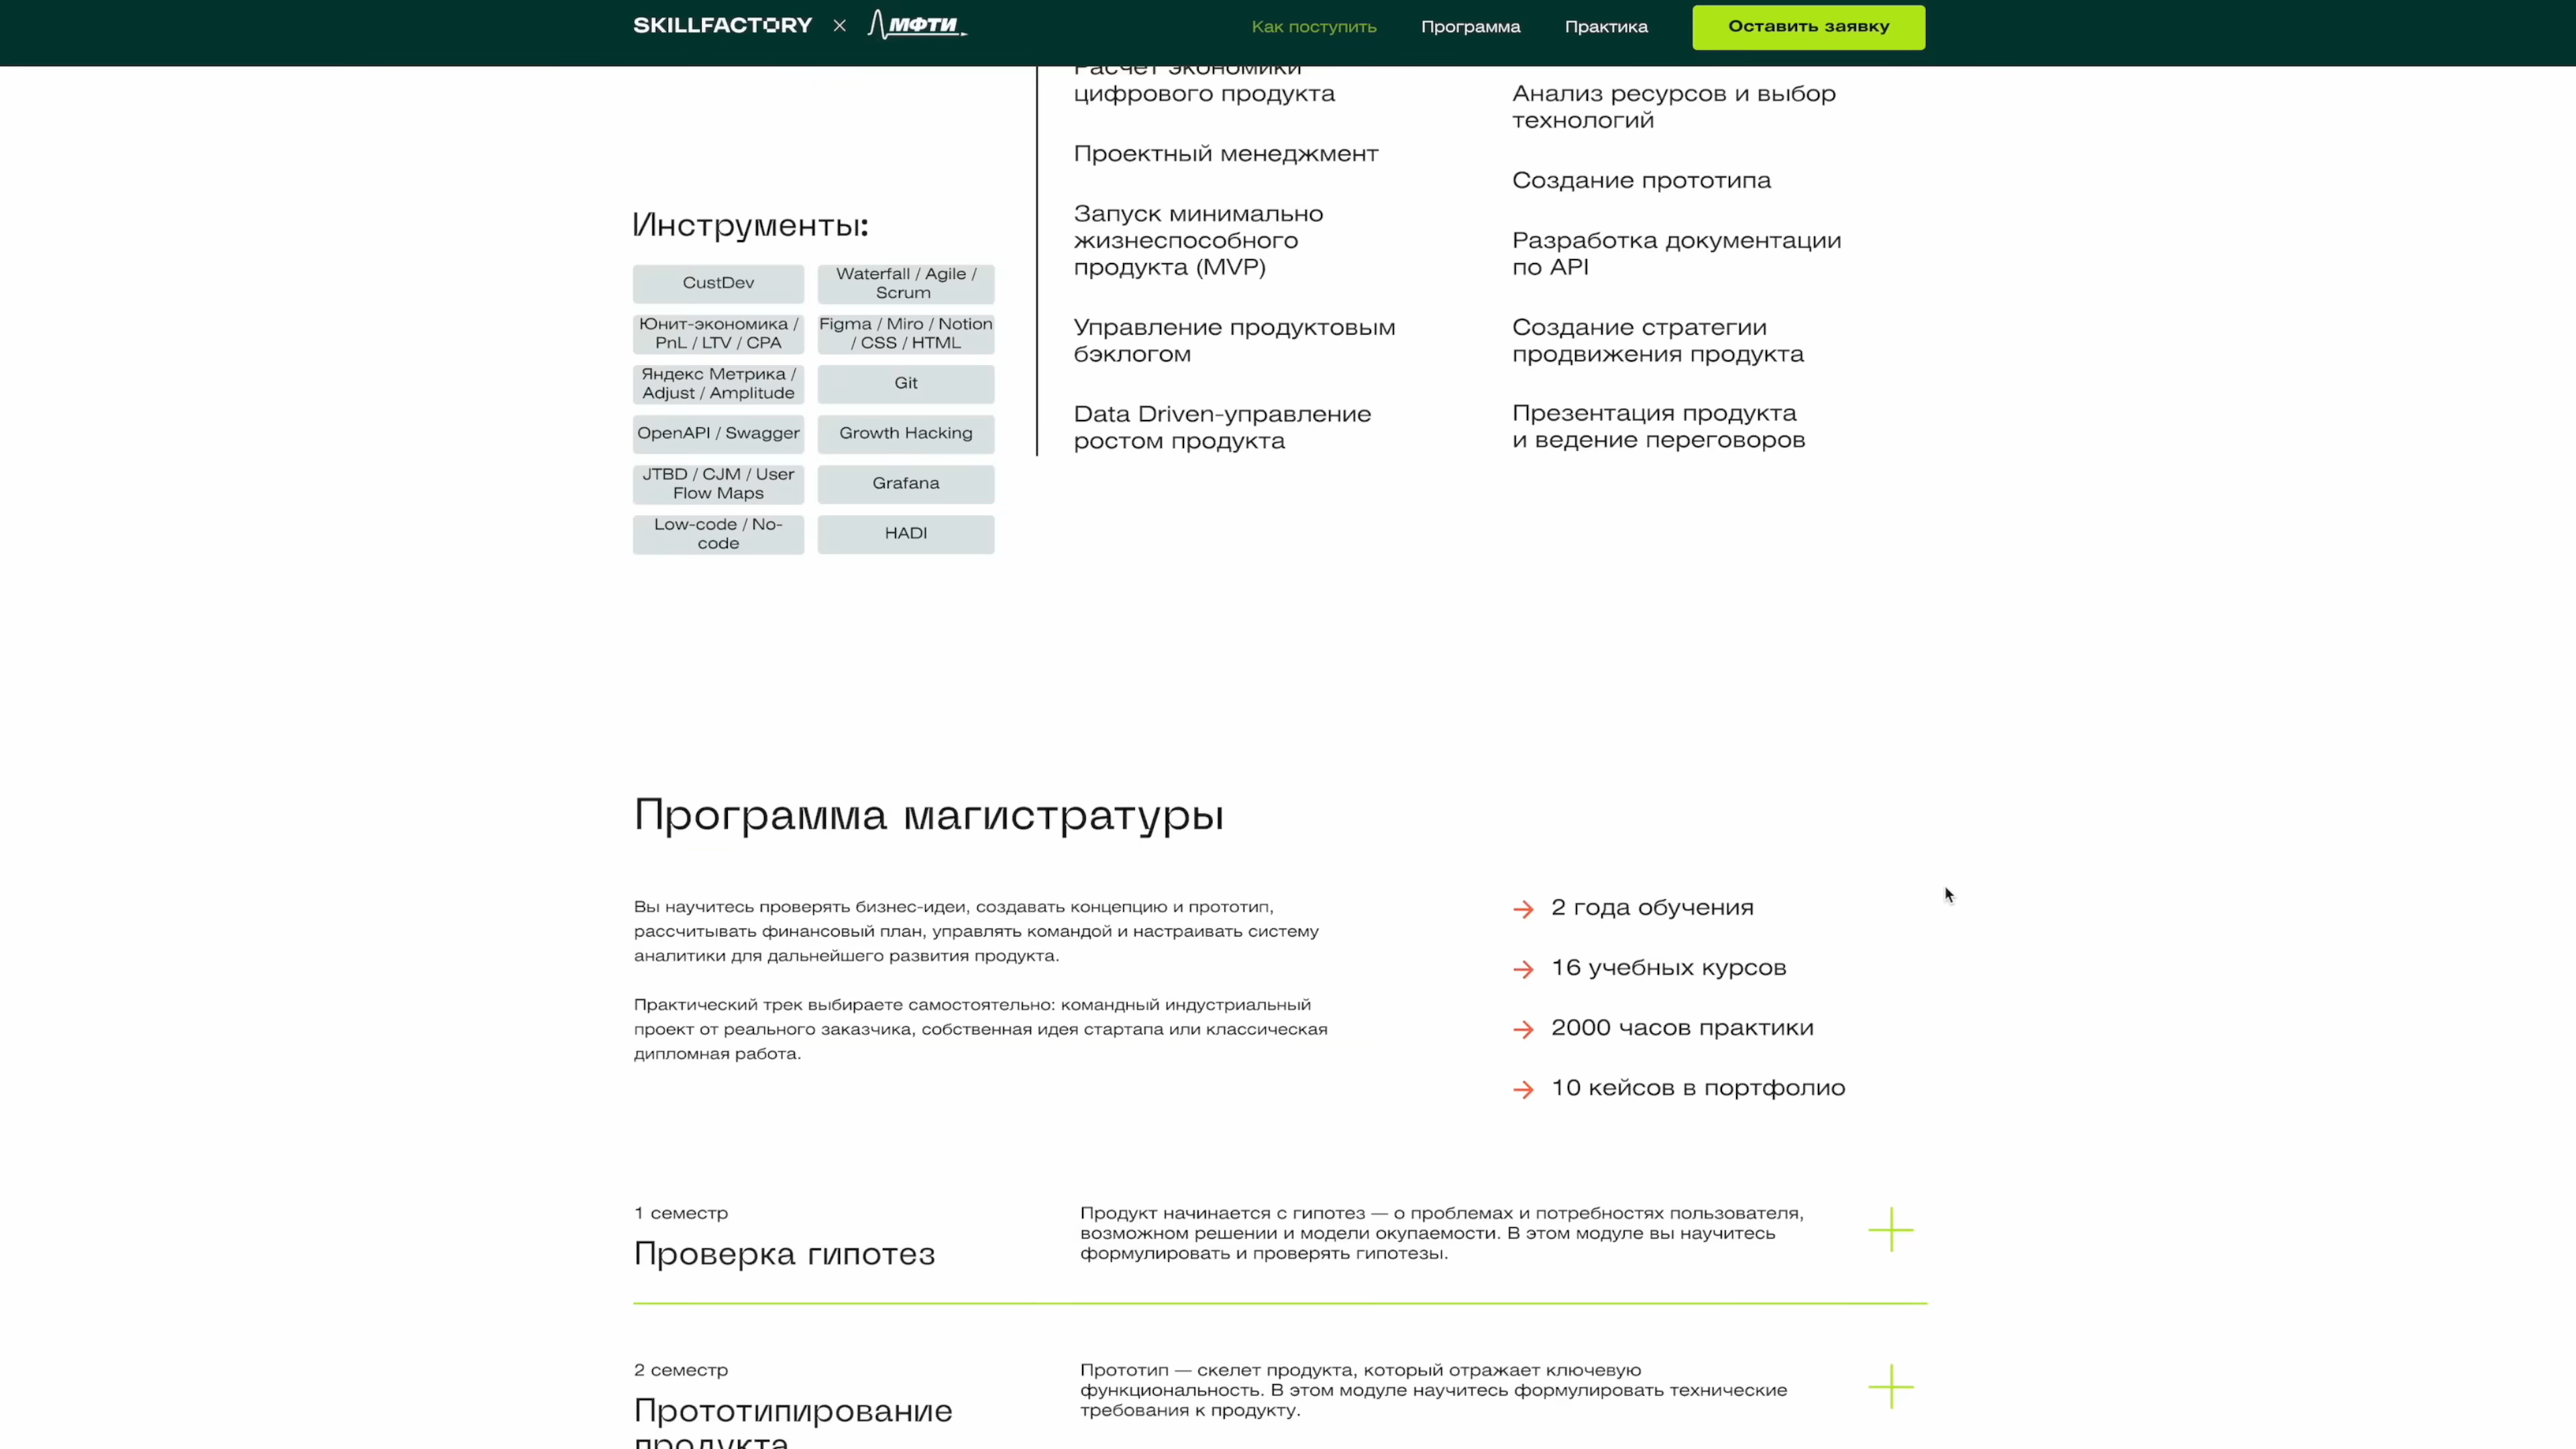 SKILLFACTORY × МФТИ
Как поступить
Программа
Практика
Оставить заявку
Расчет экономики
цифрового продукта
Проектный менеджмент
Запуск минимально
жизнеспособного
продукта (MVP)
Управление продуктовым
бэклогом
Data Driven-управление
ростом продукта
Анализ ресурсов и выбор
технологий
Создание прототипа
Разработка документации
по API
Создание стратегии
продвижения продукта
Презентация продукта
и ведение переговоров
Инструменты:
CustDev
Waterfall / Agile /
Scrum
Юнит-экономика /
PnL / LTV / CPA
Figma / Miro / Notion
/ CSS / HTML
Яндекс Метрика /
Adjust / Amplitude
Git
OpenAPI / Swagger
Growth Hacking
JTBD / CJM / User
Flow Maps
Grafana
Low-code / No-
code
HADI
Программа магистратуры
Вы научитесь проверять бизнес-идеи, создавать концепцию и прототип,
рассчитывать финансовый план, управлять командой и настраивать систему
аналитики для дальнейшего развития продукта.
Практический трек выбираете самостоятельно: командный индустриальный
проект от реального заказчика, собственная идея стартапа или классическая
дипломная работа.
→ 2 года обучения
→ 16 учебных курсов
→ 2000 часов практики
→ 10 кейсов в портфолио
1 семестр
Проверка гипотез
Продукт начинается с гипотез — о проблемах и потребностях пользователя,
возможном решении и модели окупаемости. В этом модуле вы научитесь
формулировать и проверять гипотезы.
2 семестр
Прототипирование
продукта
Прототип — скелет продукта, который отражает ключевую
функциональность. В этом модуле научитесь формулировать технические
требования к продукту.